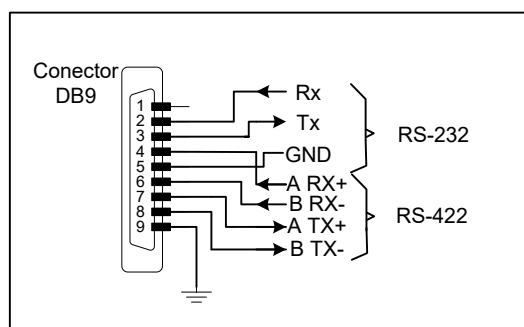 Conector
DB9
1
2
3
4
5
6
7
8
9
Rx
Tx
GND
A RX+
B RX-
A TX+
B TX-
RS-232
RS-422